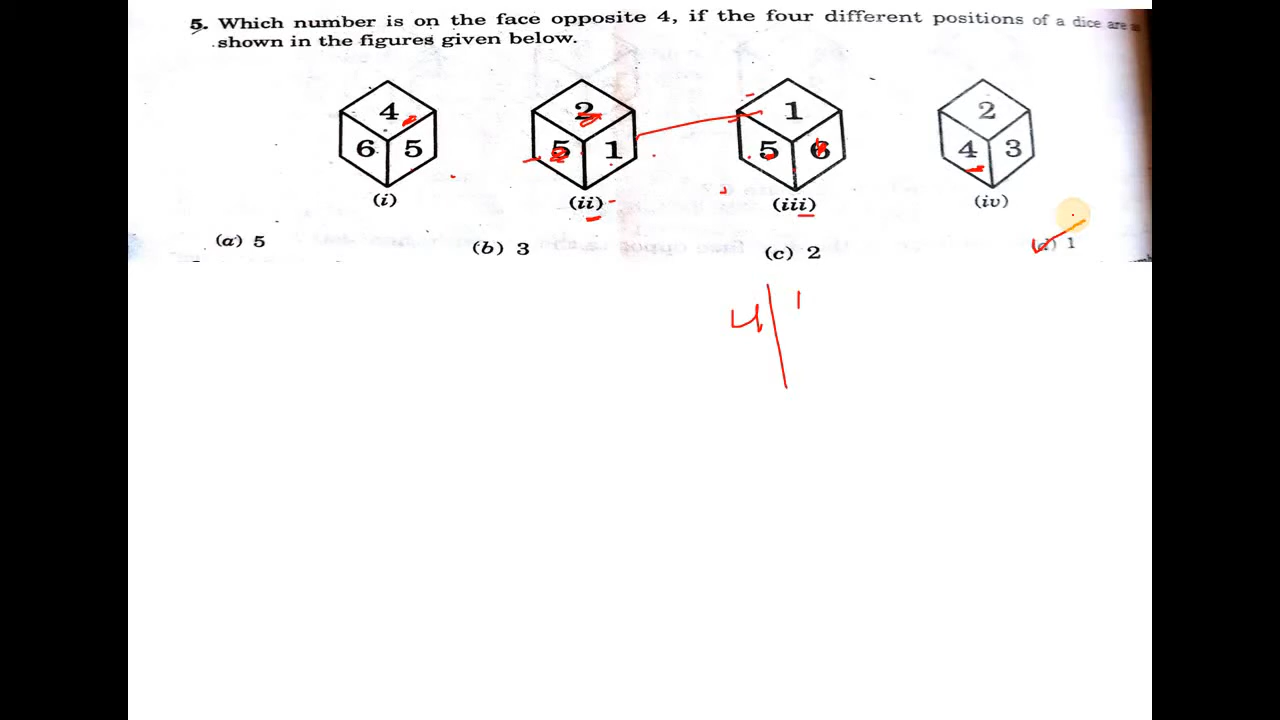 5. Which number is on the face opposite 4, if the four different positions of a dice are as
shown in the figures given below.
4 2 1 2
6 5 5 1 5 6 4 3
(i) (ii) (iii) (iv)
(a) 5 (b) 3 (c) 2 (d) 1
4 1